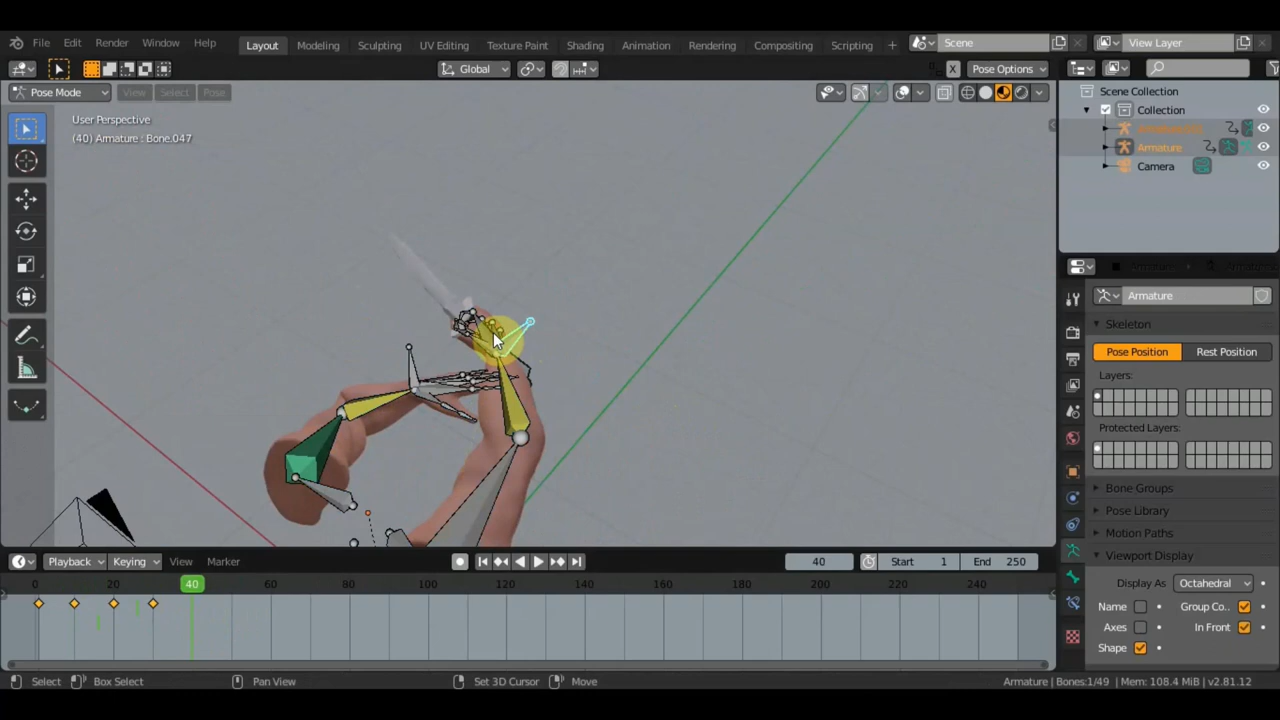 File Edit Render Window Help Layout Modeling Sculpting UV Editing Texture Paint Shading Animation Rendering Compositing Scripting + Scene View Layer
Global X Pose Options
Pose Mode View Select Pose Scene Collection
User Perspective
(40) Armature : Bone.047
Collection
Armature
Camera
Armature
Skeleton
Pose Position Rest Position
Layers:
Protected Layers:
Bone Groups
Pose Library
Motion Paths
Viewport Display
Playback Keying View Marker 40 Start 1 End 250
0 20 40 60 80 100 120 140 160 180 200 220 240
Display As Octahedral
Name Group Co..
Axes In Front
Shape
Select Box Select Pan View Set 3D Cursor Move Armature | Bones:1/49 | Mem: 108.4 MiB | v2.81.12